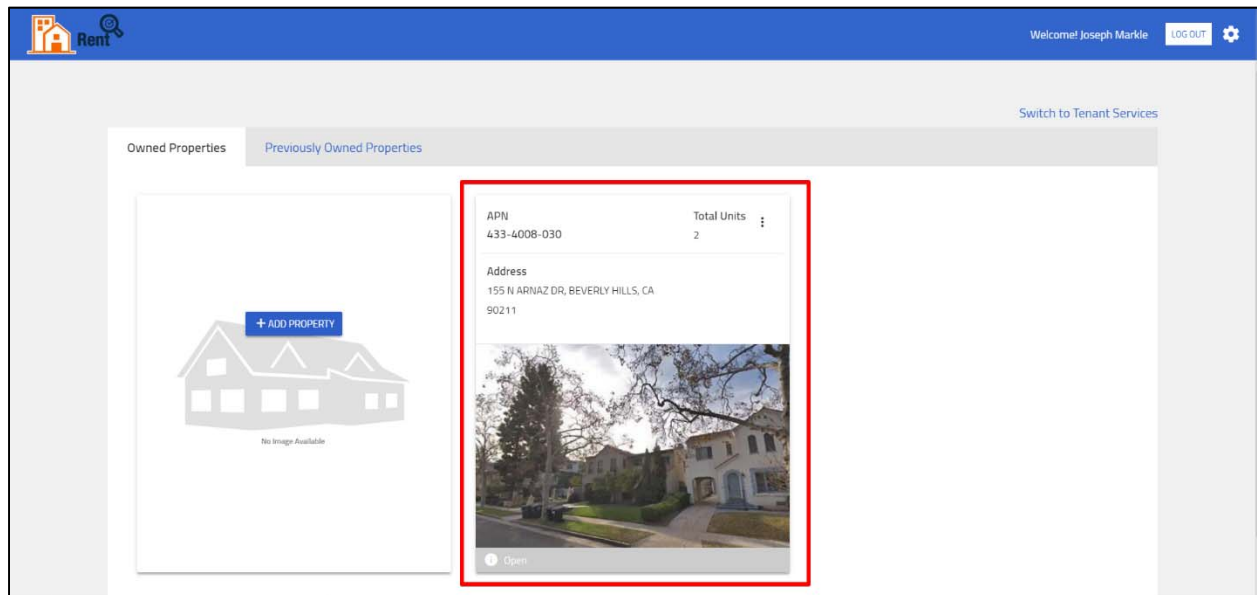 Rent
Welcome! Joseph Markle
LOG OUT
Switch to Tenant Services
Owned Properties
Previously Owned Properties
+ ADD PROPERTY
No Image Available
APN
433-4008-030
Total Units
2
Address
155 N ARNAZ DR, BEVERLY HILLS, CA
90211
Open